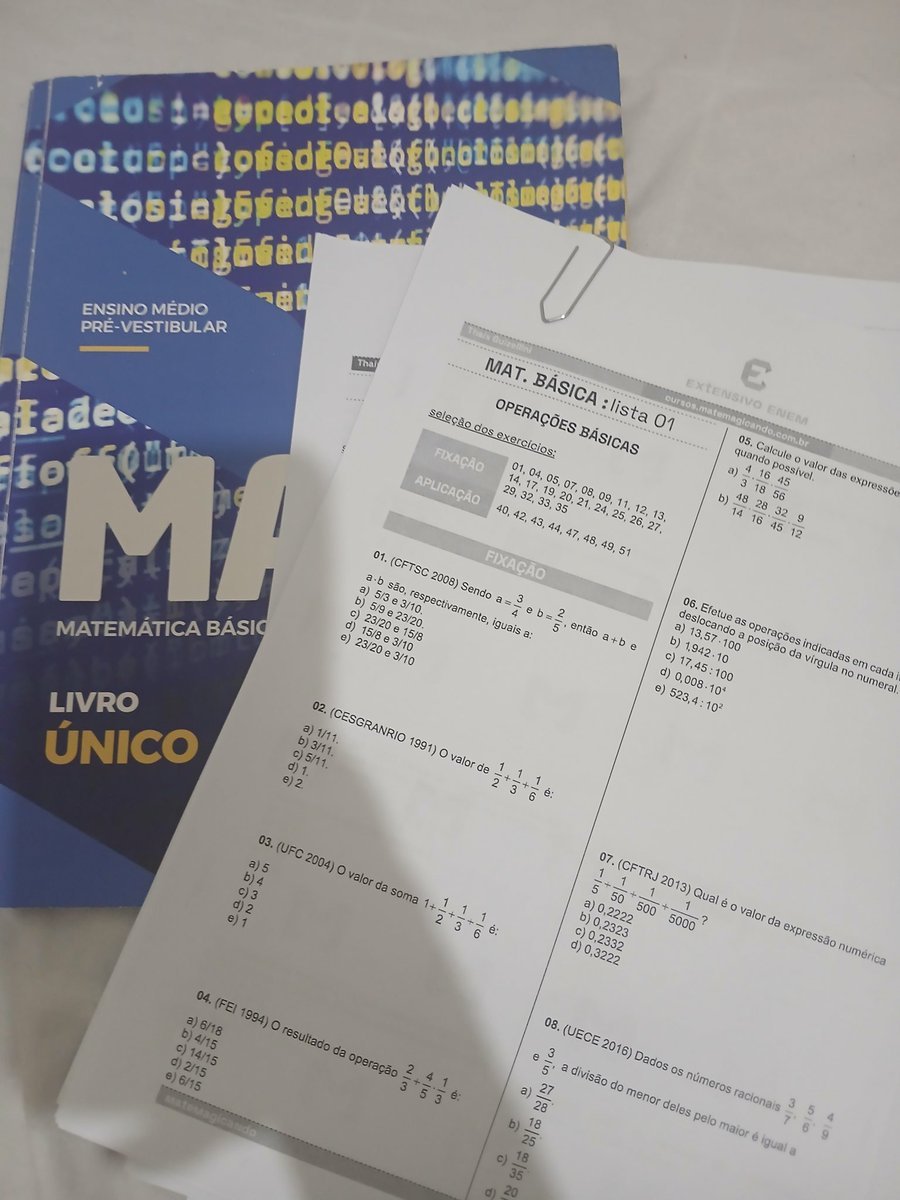 ENSINO MÉDIO
PRÉ-VESTIBULAR
MA
MATEMÁTICA BÁSIC
LIVRO
ÚNICO
Thaí
EXTENSIVO ENEM
cursos.matemagicando.com.br
MAT. BÁSICA : lista 01
OPERAÇÕES BÁSICAS
seleção dos exercícios:
FIXAÇÃO
01, 04, 05, 07, 08, 09, 11, 12, 13,
14, 17, 19, 20, 21, 24, 25, 26, 27,
29, 32, 33, 35
APLICAÇÃO
40, 42, 43, 44, 47, 48, 49, 51
FIXAÇÃO
01. (CFTSC 2008) Sendo a = 3/4 e b = 2/5, então a + b e
a · b são, respectivamente, iguais a:
a) 5/3 e 3/10.
b) 5/9 e 23/20.
c) 23/20 e 15/8
d) 15/8 e 3/10
e) 23/20 e 3/10
02. (CESGRANRIO 1991) O valor de 1/2 + 1/3 + 1/6 é:
a) 1/11.
b) 3/11.
c) 5/11.
d) 1.
e) 2.
03. (UFC 2004) O valor da soma 1 + 1/2 + 1/3 + 1/6 é:
a) 5
b) 4
c) 3
d) 2
e) 1
04. (FEI 1994) O resultado da operação 2/3 + 4/5 · 1/3 é:
a) 6/18
b) 4/15
c) 14/15
d) 2/15
e) 6/15
MateMagicando
05. Calcule o valor das expressõe
quando possível.
a) 4/3 · 16/18 · 45/56
b) 48/14 · 28/16 · 32/45 · 9/12
06. Efetue as operações indicadas em cada i
deslocando a posição da vírgula no numeral.
a) 13,57 · 100
b) 1,942 · 10
c) 17,45 : 100
d) 0,008 · 10⁴
e) 523,4 : 10²
07. (CFTRJ 2013) Qual é o valor da expressão numérica
1/5 + 1/50 + 1/500 + 1/5000 ?
a) 0,2222
b) 0,2323
c) 0,2332
d) 0,3222
08. (UECE 2016) Dados os números racionais 3/7, 5/6, 4/9
e 3/5, a divisão do menor deles pelo maior é igual a
a) 27/28.
b) 18/25.
c) 18/35
d) 20